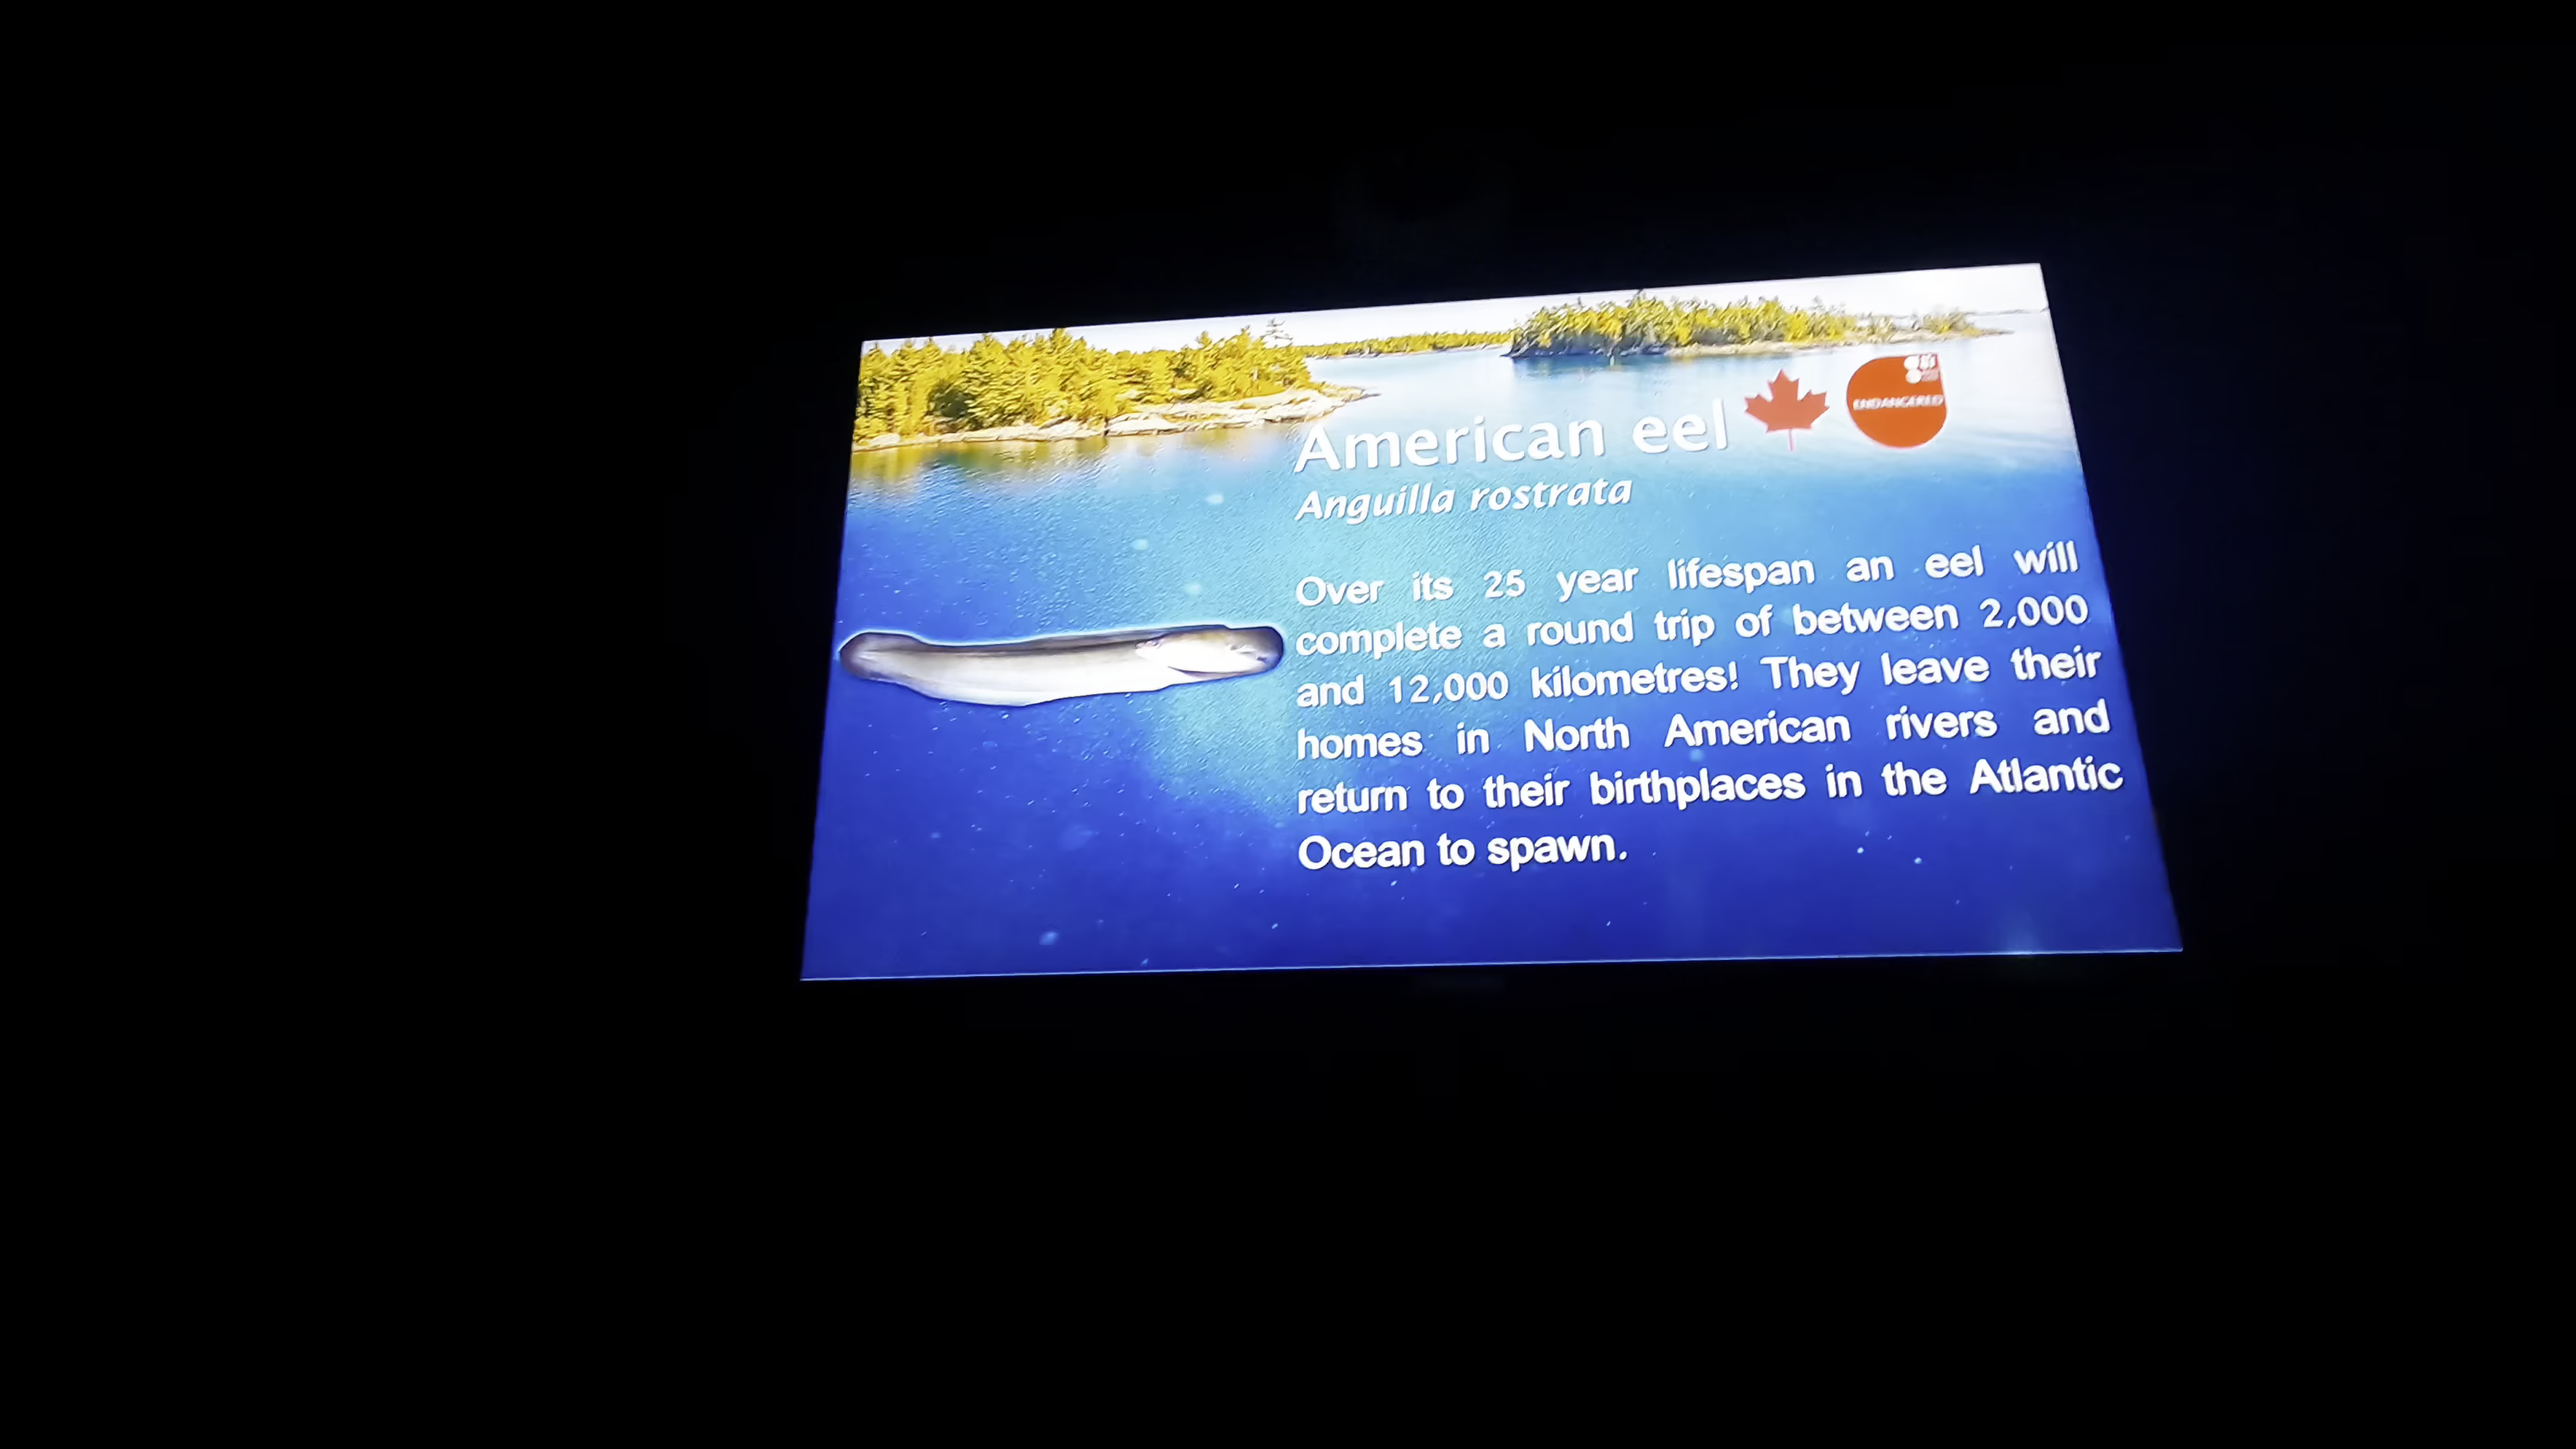 American eel
ENDANGERED
Anguilla rostrata
Over its 25 year lifespan an eel will
complete a round trip of between 2,000
and 12,000 kilometres! They leave their
homes in North American rivers and
return to their birthplaces in the Atlantic
Ocean to spawn.